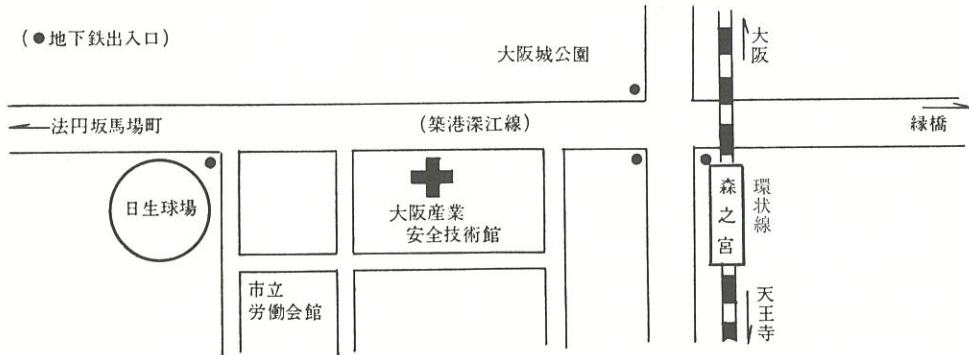 (●地下鉄出入口)
大阪城公園
大阪
←法円坂馬場町
(築港深江線)
緑橋
日生球場
大阪産業
安全技術館
森之宮
環状線
市立
労働会館
天王寺